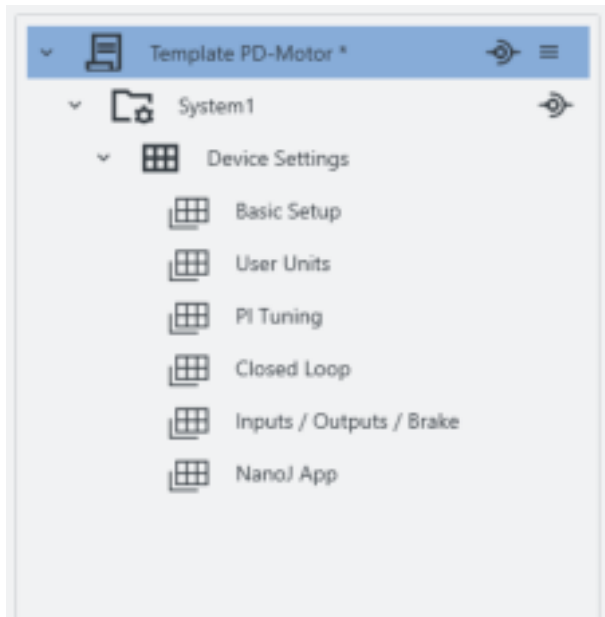 Template PD-Motor *
System1
Device Settings
Basic Setup
User Units
PI Tuning
Closed Loop
Inputs / Outputs / Brake
NanoJ App